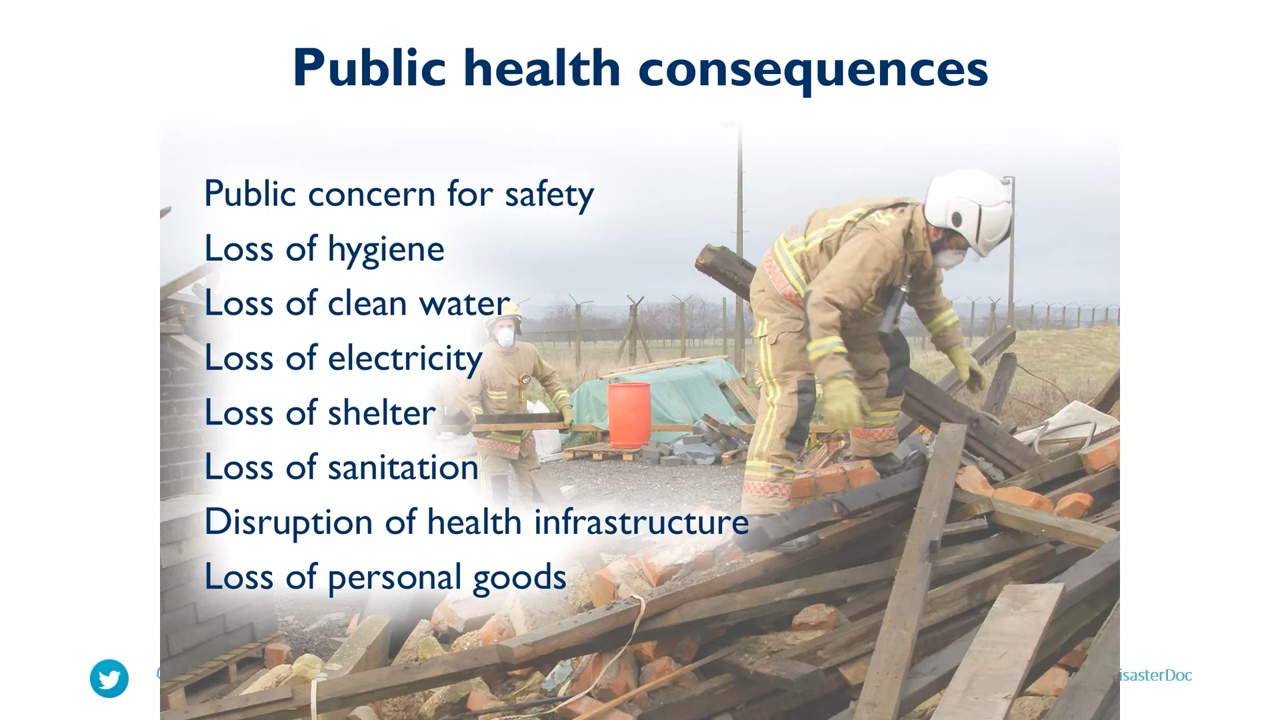 Public health consequences
Public concern for safety
Loss of hygiene
Loss of clean water
Loss of electricity
Loss of shelter
Loss of sanitation
Disruption of health infrastructure
Loss of personal goods